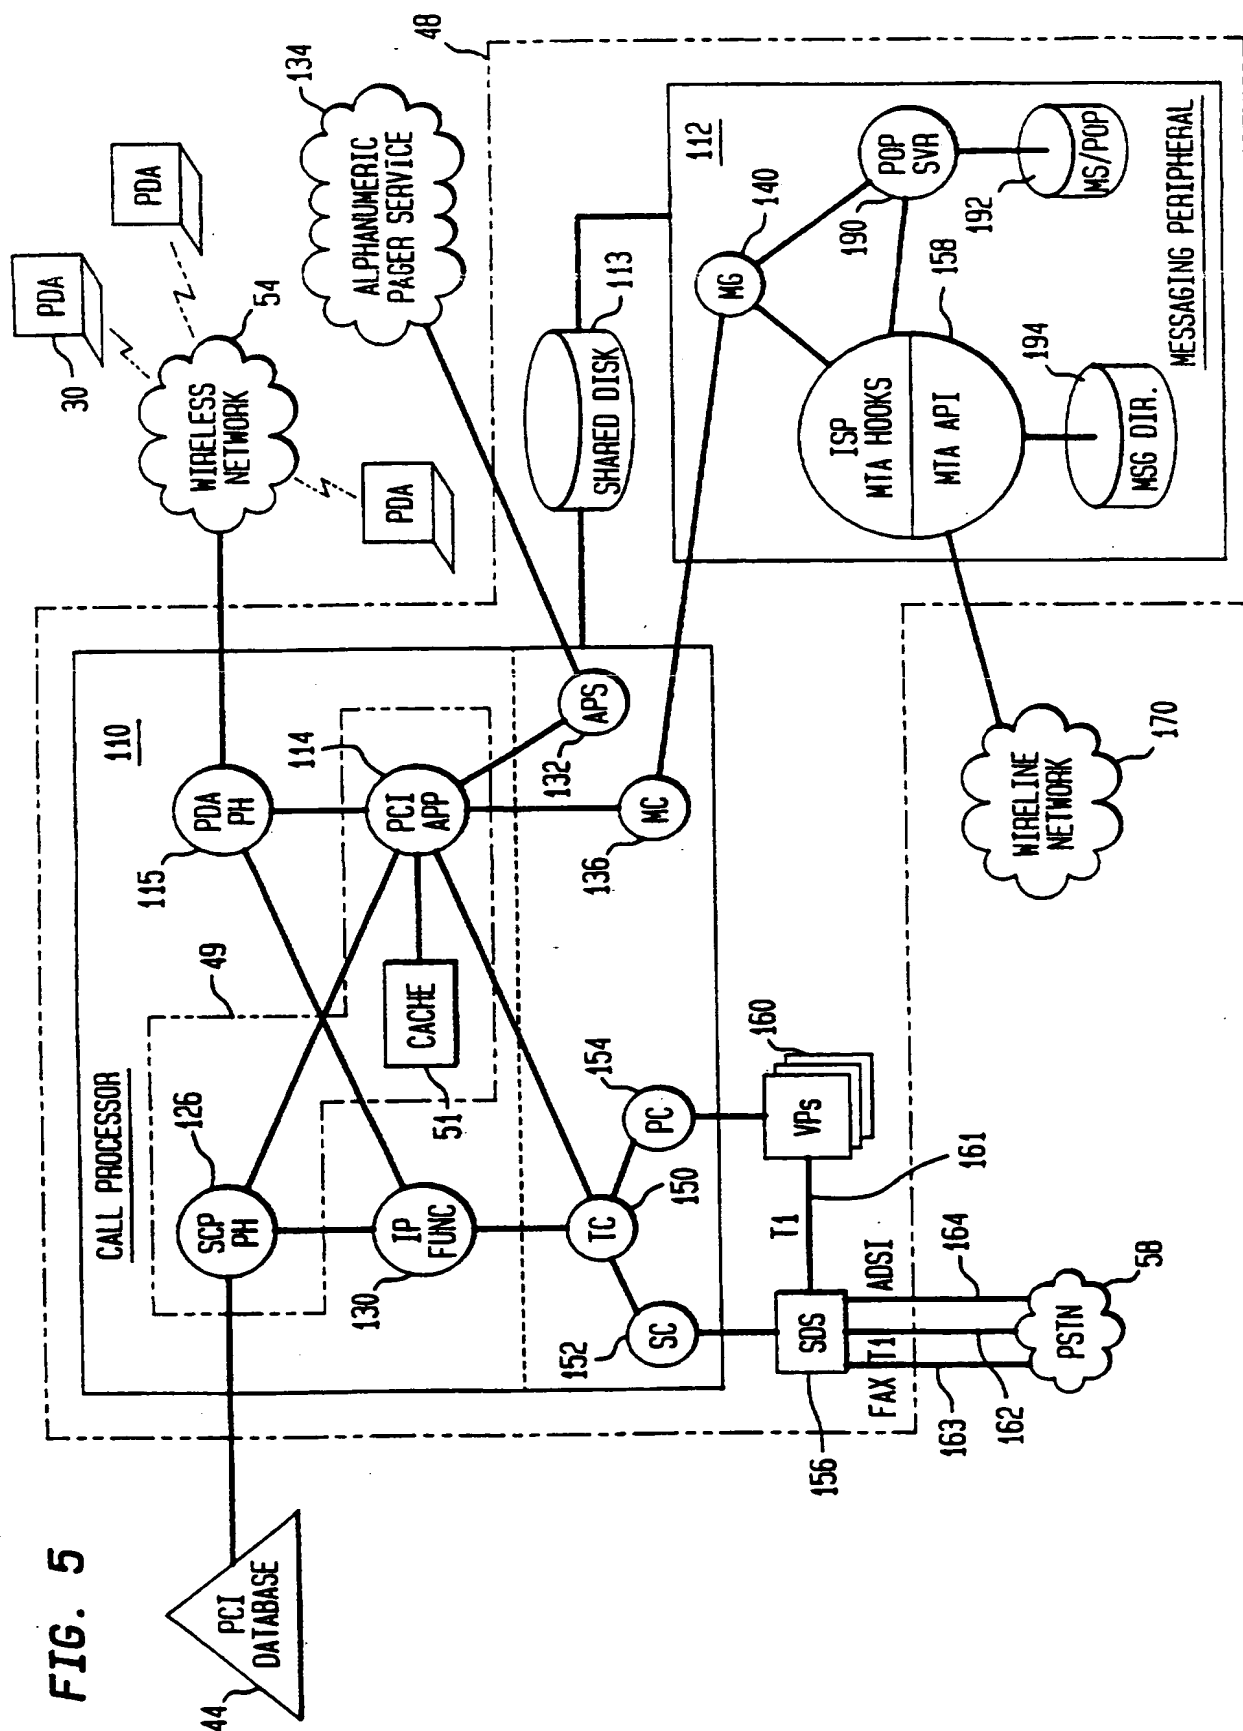 FIG. 5
44
PCI
DATABASE
CALL PROCESSOR
110
126
SCP
PH
49
115
PDA
PH
114
PCI
APP
CACHE
51
IP
FUNC
130
WIRELESS
NETWORK
54
30
PDA
PDA
PDA
134
ALPHANUMERIC
PAGER SERVICE
48
APS
132
MC
136
TC
150
PC
154
SC
152
SHARED DISK
113
SDS
156
T1
161
VPs
160
FAX
T1
ADSI
163
162
164
PSTN
58
112
MG
140
POP
SVR
190
MS/POP
192
ISP
MTA HOOKS
MTA API
158
MSG DIR.
194
MESSAGING PERIPHERAL
WIRELINE
NETWORK
170